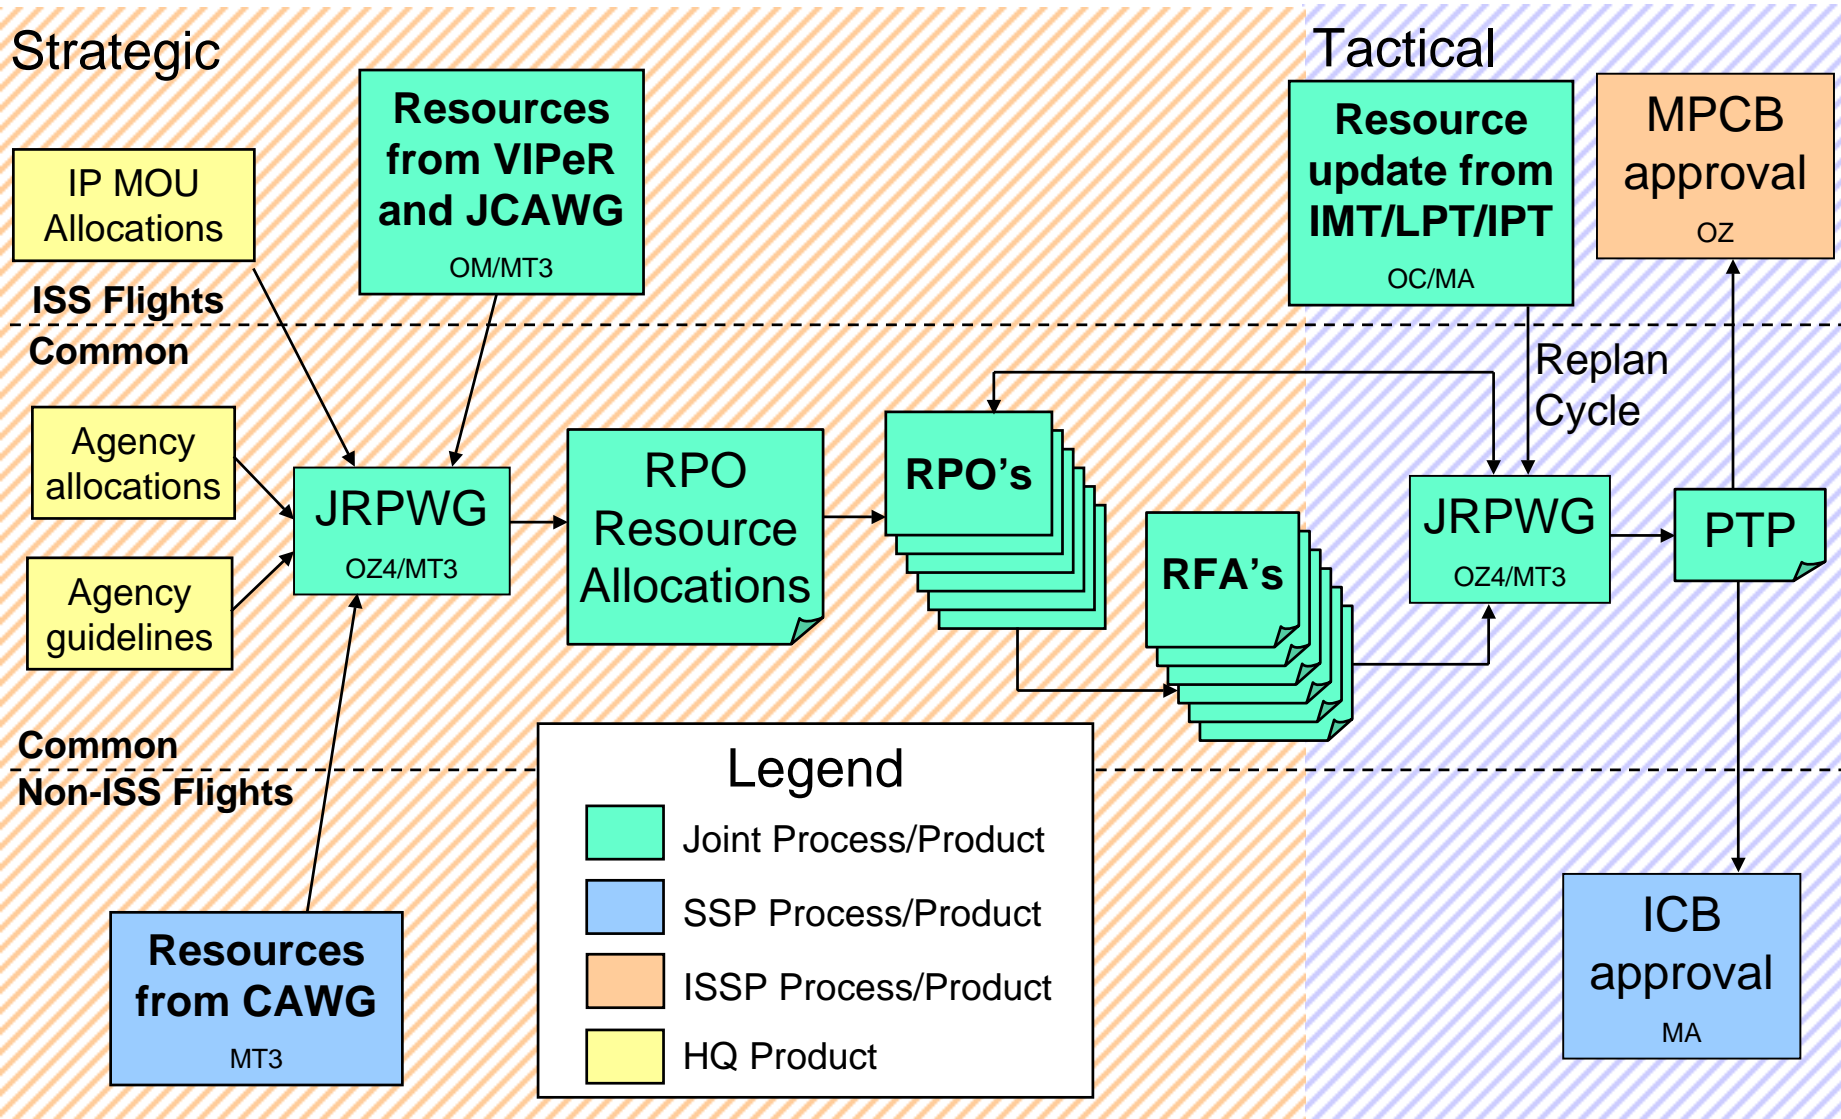 Strategic
Tactical
Resources
from VIPeR
and JCAWG
OM/MT3
Resource
update from
IMT/LPT/IPT
OC/MA
MPCB
approval
OZ
IP MOU
Allocations
ISS Flights
Common
Replan
Cycle
Agency
allocations
Agency
guidelines
JRPWG
OZ4/MT3
RPO
Resource
Allocations
RPO's
RFA's
JRPWG
OZ4/MT3
PTP
Common
Non-ISS Flights
Resources
from CAWG
MT3
Legend
Joint Process/Product
SSP Process/Product
ISSP Process/Product
HQ Product
ICB
approval
MA